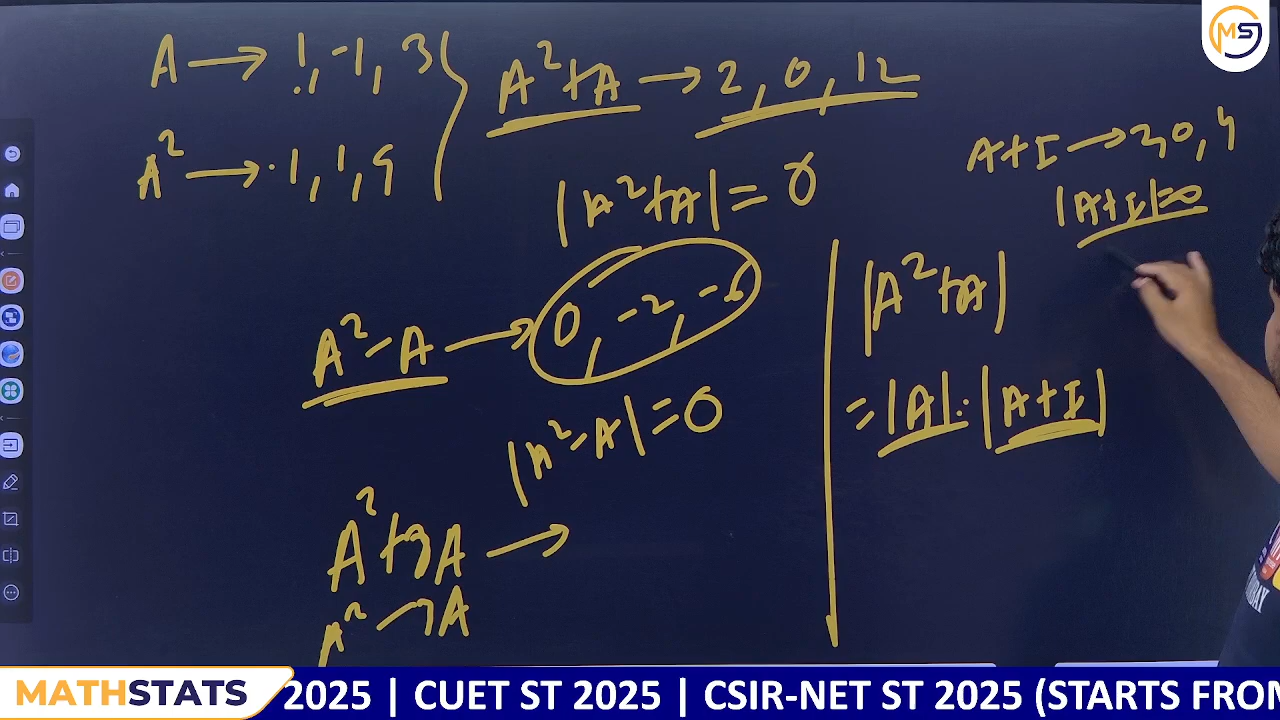 MS
A → 1, -1, 3
A² + A → 2, 0, 12
A + I → 2, 0, 4
A² → 1, 1, 9
|A² + A| = 0
|A + I| = 0
|A² + A|
A² - A → 0, -2, -6
= |A| · |A + I|
|A² - A| = 0
A² + 3A →
A² - 7A
MATHSTATS
2025 | CUET ST 2025 | CSIR-NET ST 2025 (STARTS FROM